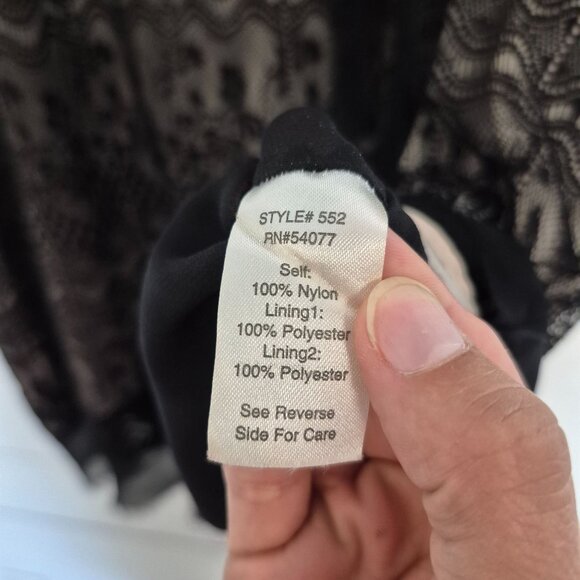 STYLE# 552
RN#54077
Self:
100% Nylon
Lining1:
100% Polyester
Lining2:
100% Polyester
See Reverse
Side For Care